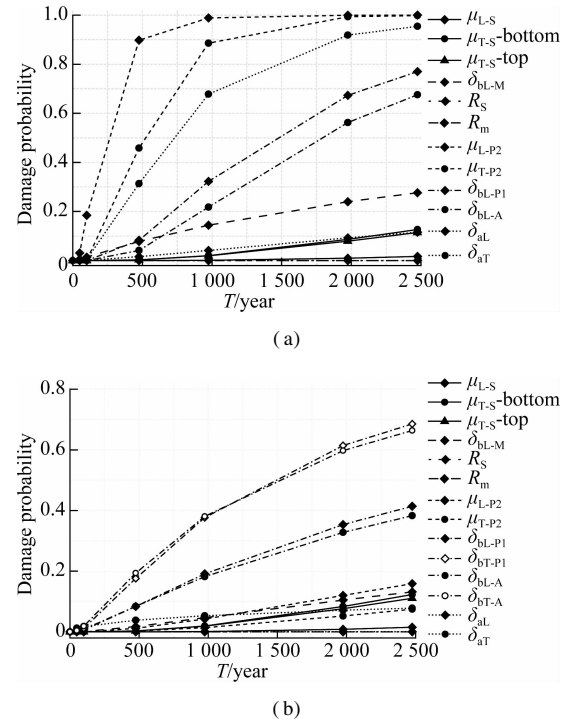 1.0
0.8
0.6
0.4
0.2
0
Damage probability
0 500 1 000 1 500 2 000 2 500
T/year
μL-S
μT-S-bottom
μT-S-top
δbL-M
RS
Rm
μL-P2
μT-P2
δbL-P1
δbL-A
δaL
δaT
(a)
0.8
0.6
0.4
0.2
0
Damage probability
0 500 1 000 1 500 2 000 2 500
T/year
μL-S
μT-S-bottom
μT-S-top
δbL-M
RS
Rm
μL-P2
μT-P2
δbL-P1
δbT-P1
δbL-A
δbT-A
δaL
δaT
(b)